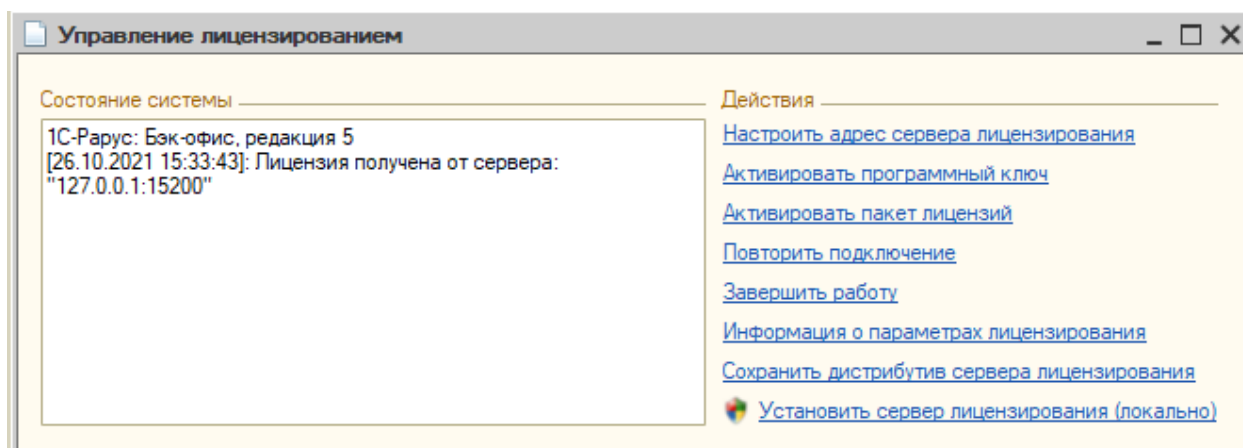 Управление лицензированием
Состояние системы
1С-Рарус: Бэк-офис, редакция 5
[26.10.2021 15:33:43]: Лицензия получена от сервера:
"127.0.0.1:15200"
Действия
Настроить адрес сервера лицензирования
Активировать программный ключ
Активировать пакет лицензий
Повторить подключение
Завершить работу
Информация о параметрах лицензирования
Сохранить дистрибутив сервера лицензирования
Установить сервер лицензирования (локально)